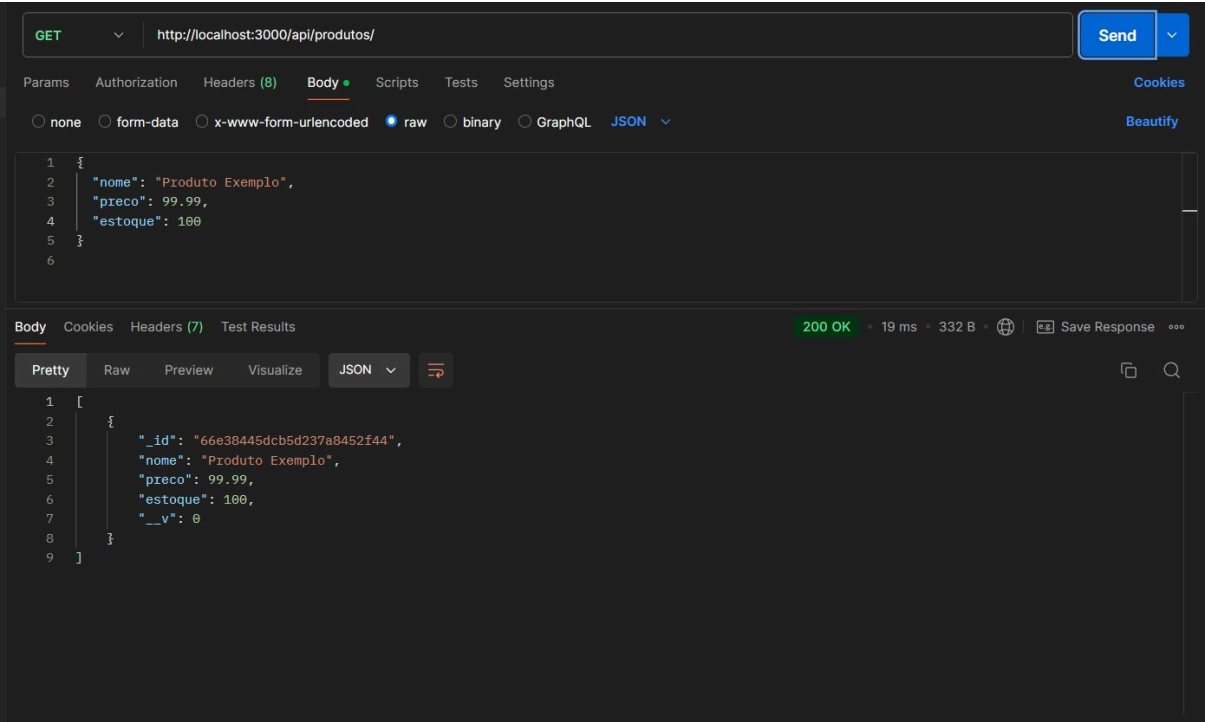 GET http://localhost:3000/api/produtos/ Send
Params Authorization Headers (8) Body Scripts Tests Settings Cookies
none form-data x-www-form-urlencoded raw binary GraphQL JSON Beautify
1 {
2 "nome": "Produto Exemplo",
3 "preco": 99.99,
4 "estoque": 100
5 }
6
Body Cookies Headers (7) Test Results 200 OK 19 ms 332 B e.g. Save Response
Pretty Raw Preview Visualize JSON
1 [
2 {
3 "_id": "66e38445dcb5d237a8452f44",
4 "nome": "Produto Exemplo",
5 "preco": 99.99,
6 "estoque": 100,
7 "__v": 0
8 }
9 ]